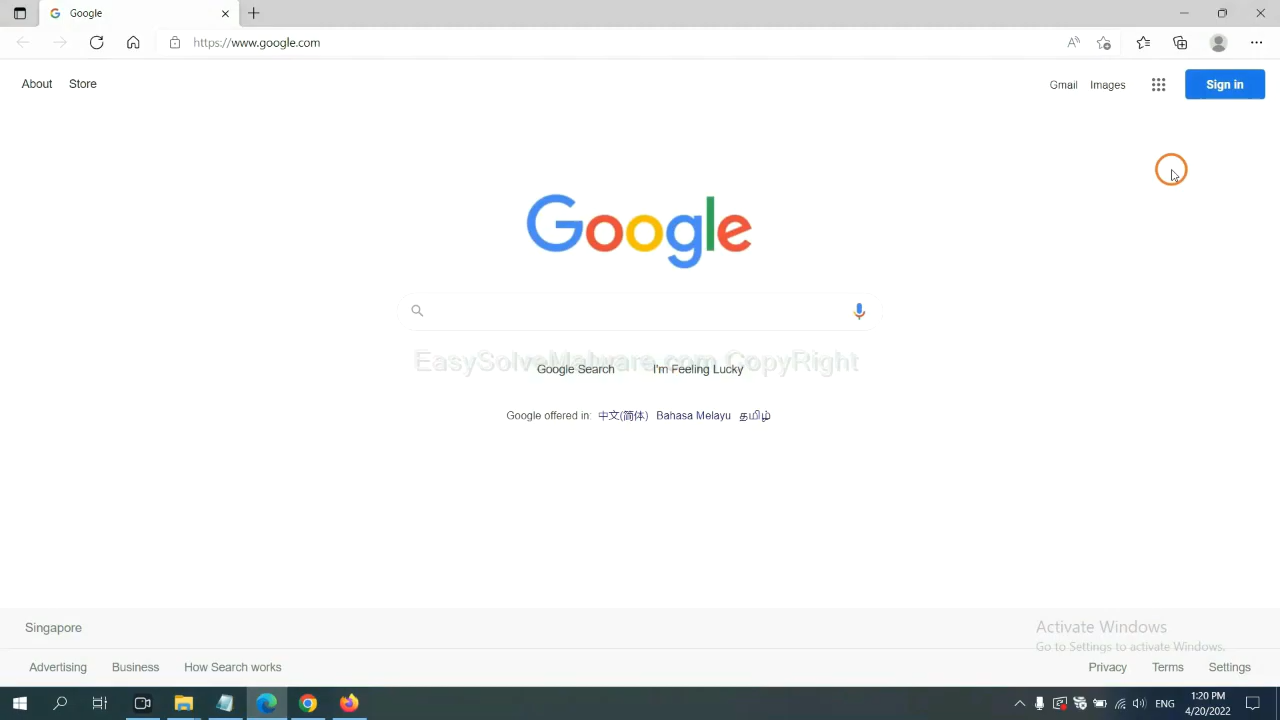 Google
https://www.google.com
About Store
Gmail Images Sign in
Google
EasySolveMalware.com CopyRight
Google Search I'm Feeling Lucky
Google offered in: 中文(简体) Bahasa Melayu தமிழ்
Singapore
Activate Windows
Go to Settings to activate Windows.
Advertising Business How Search works
Privacy Terms Settings
ENG
1:20 PM
4/20/2022